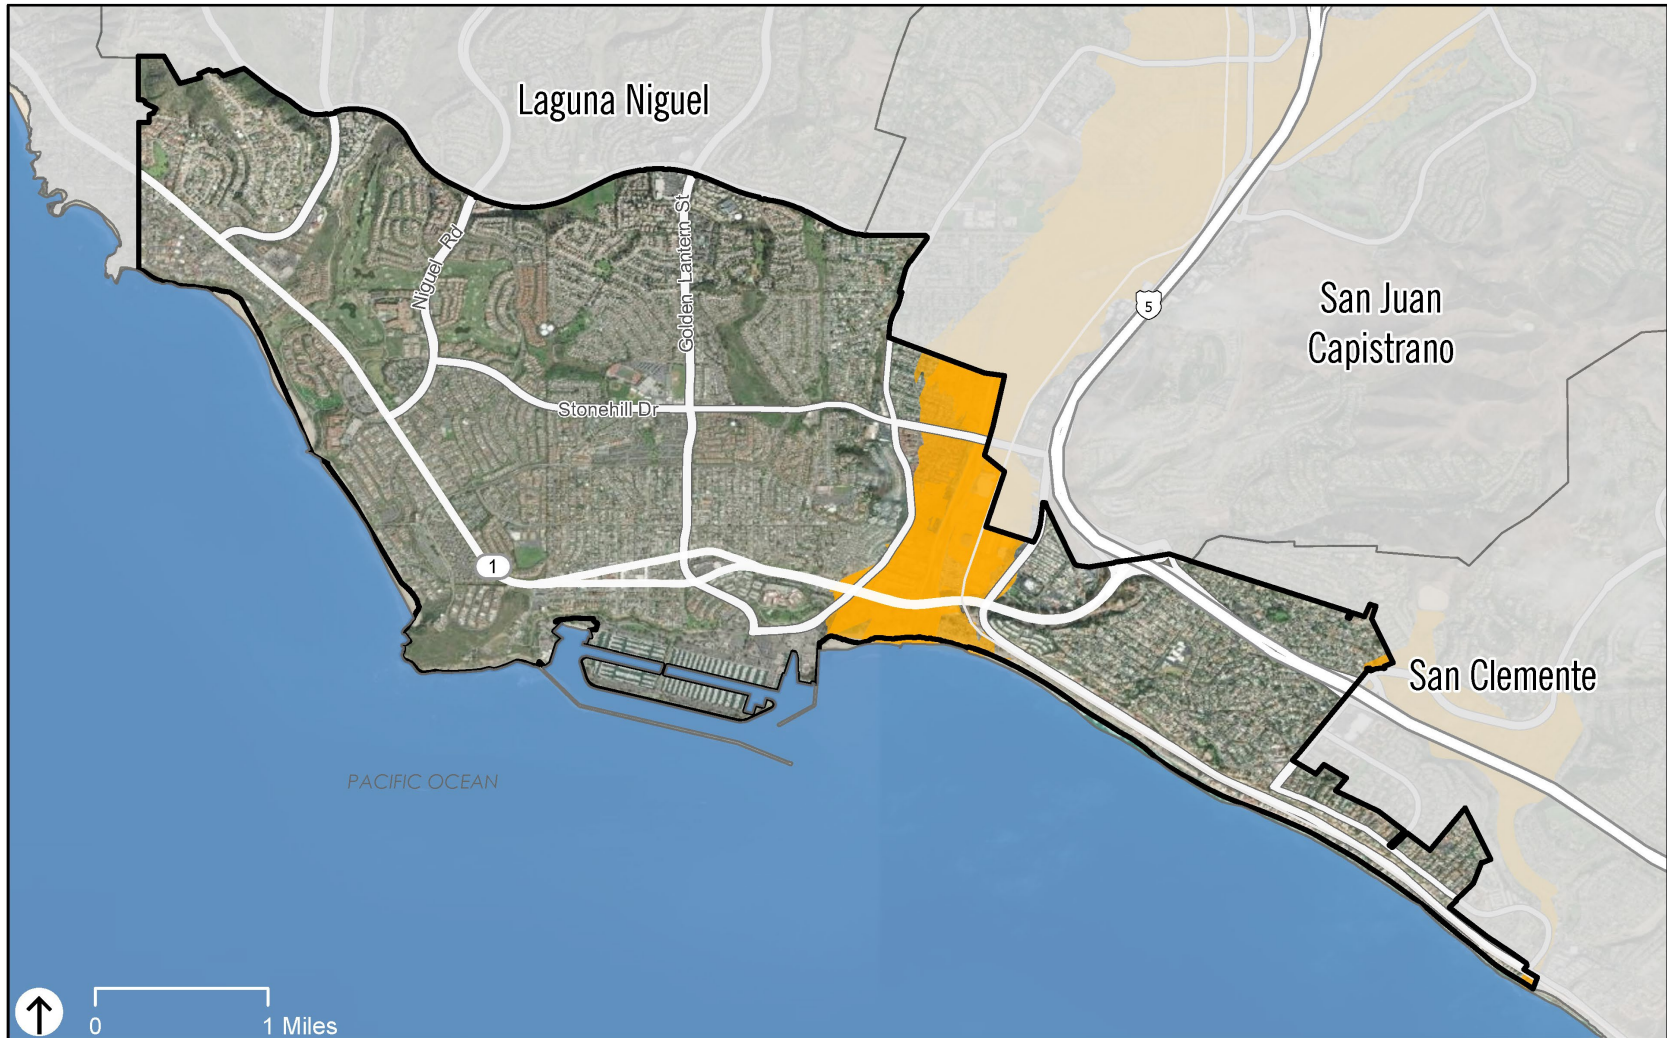 Laguna Niguel
Niguel Rd
Golden Lantern St
5
San Juan
Capistrano
Stonehill Dr
1
San Clemente
PACIFIC OCEAN
0 1 Miles